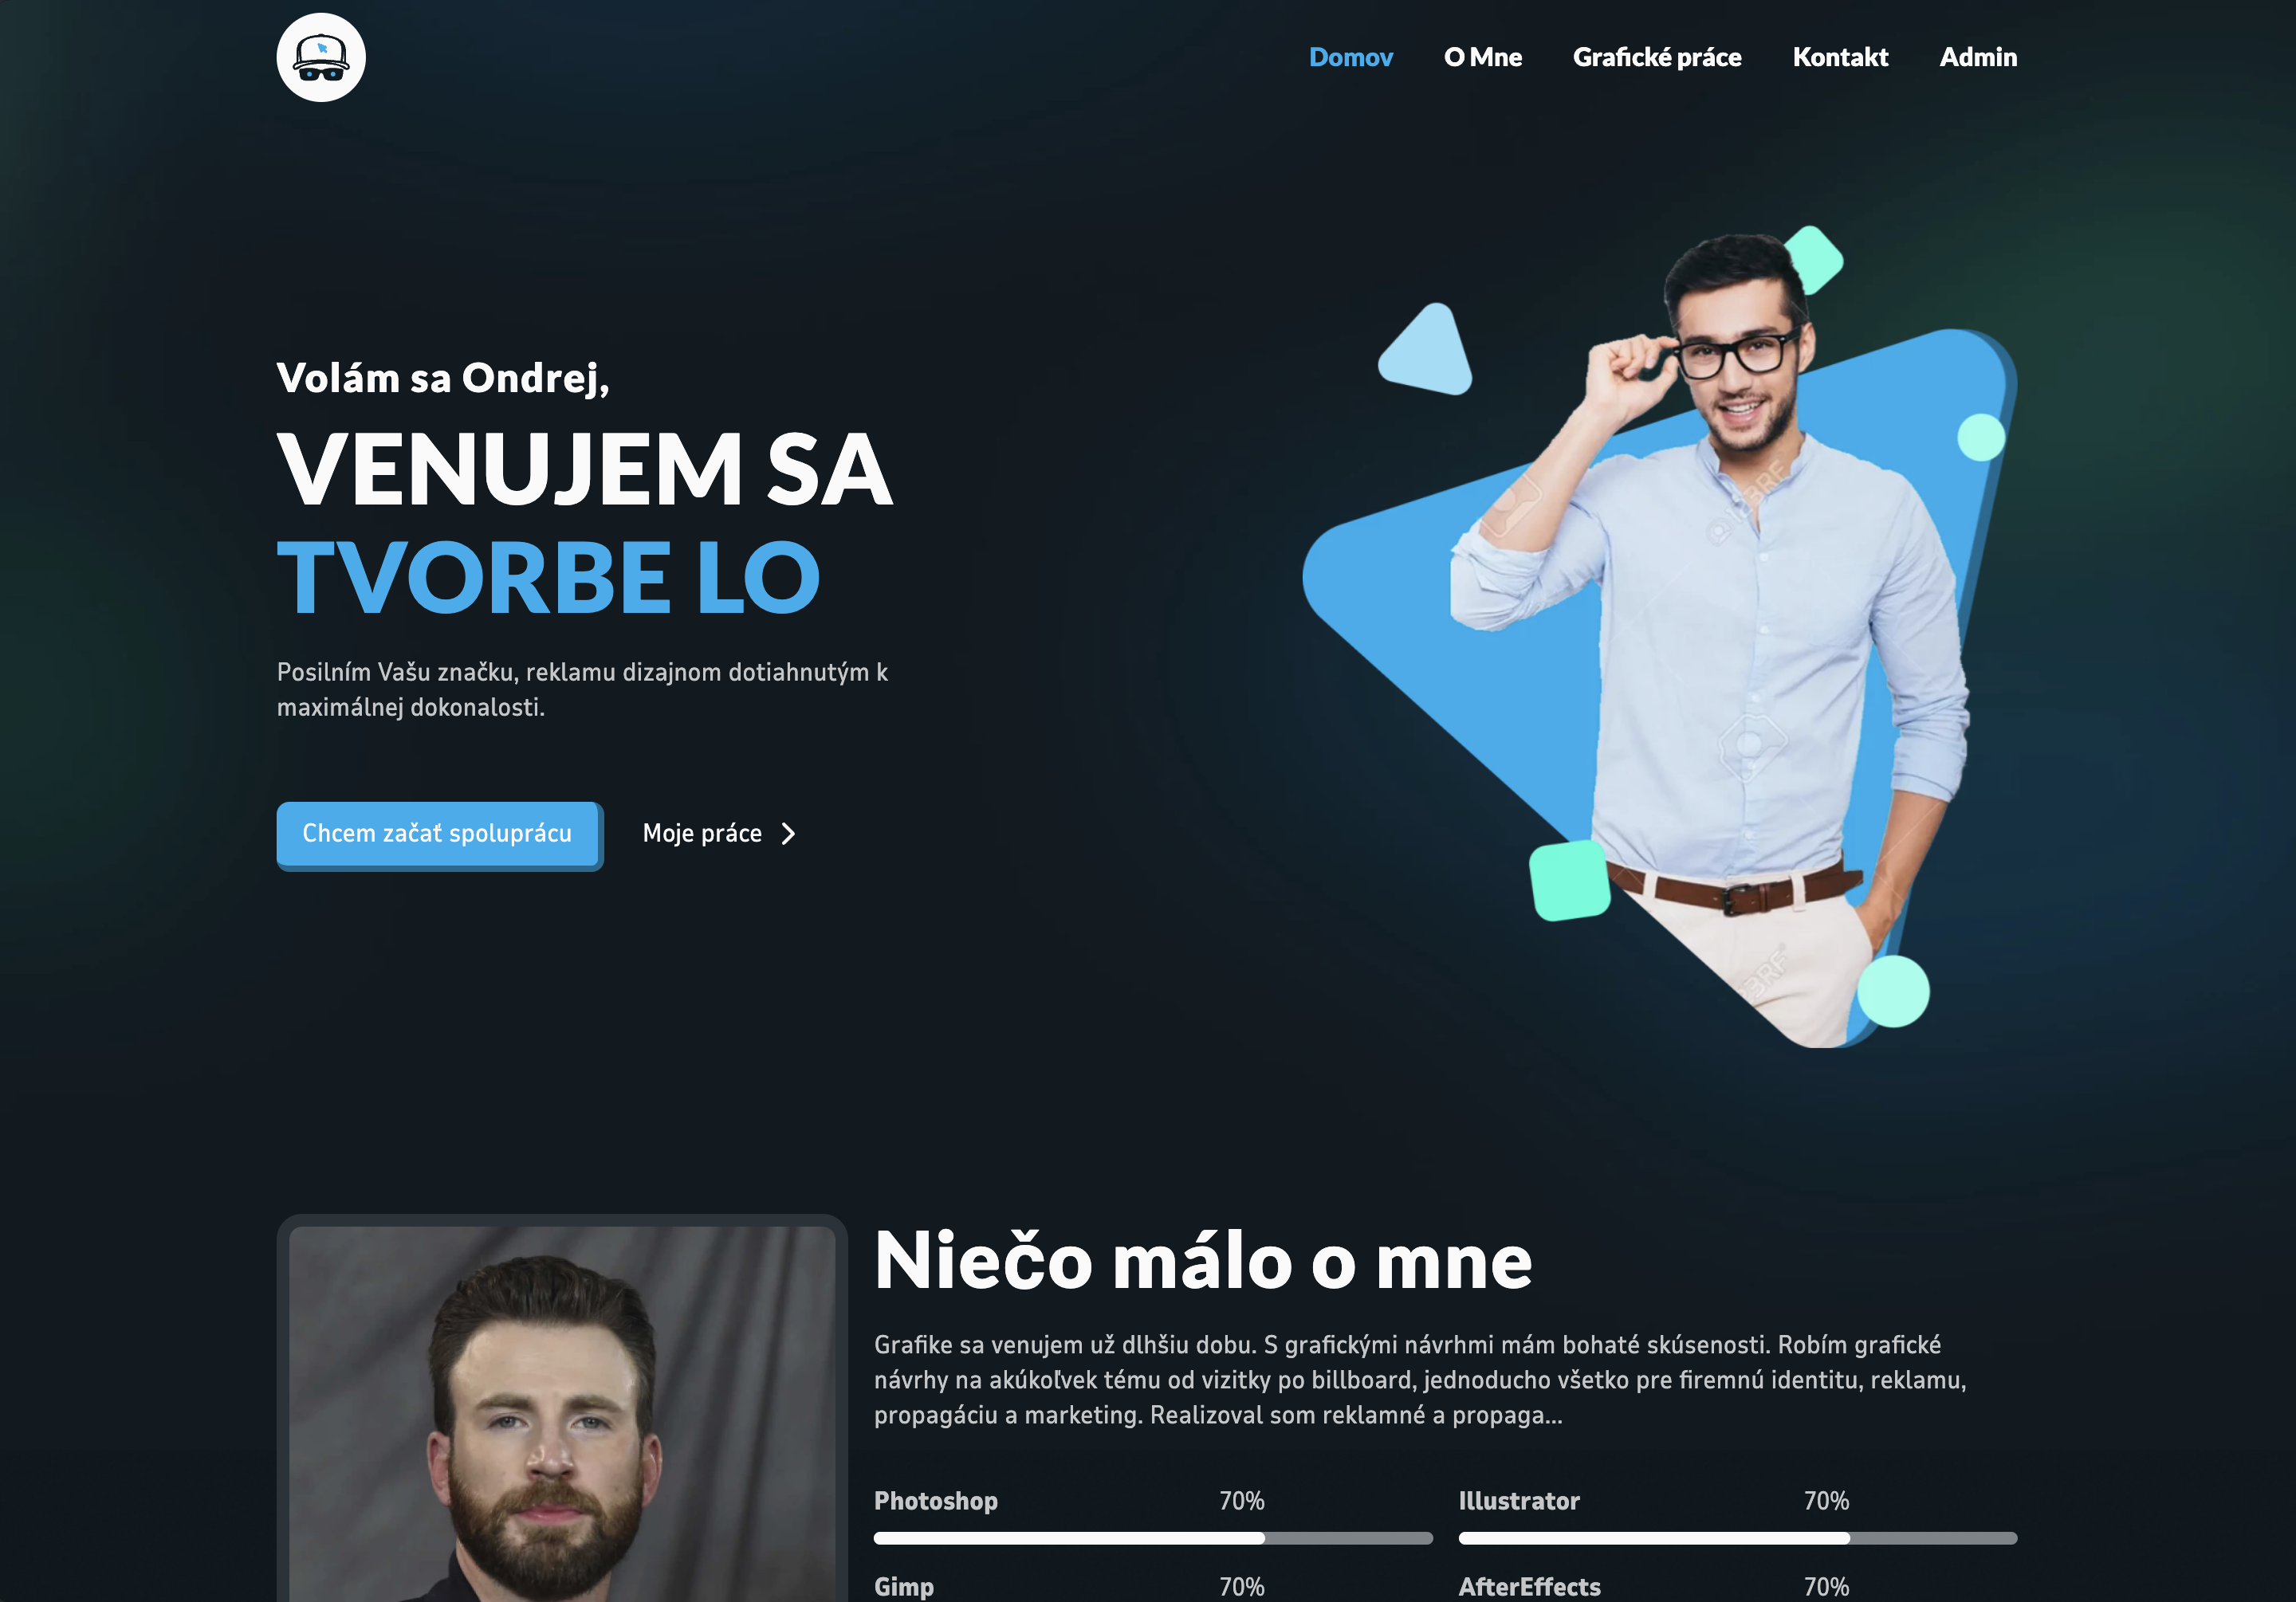 Domov
O Mne
Grafické práce
Kontakt
Admin
Volám sa Ondrej,
VENUJEM SA
TVORBE LO
Posilním Vašu značku, reklamu dizajnom dotiahnutým k
maximálnej dokonalosti.
Chcem začať spoluprácu
Moje práce
Niečo málo o mne
Grafike sa venujem už dlhšiu dobu. S grafickými návrhmi mám bohaté skúsenosti. Robím grafické
návrhy na akúkoľvek tému od vizitky po billboard, jednoducho všetko pre firemnú identitu, reklamu,
propagáciu a marketing. Realizoval som reklamné a propaga...
Photoshop 70%
Illustrator 70%
Gimp 70%
AfterEffects 70%